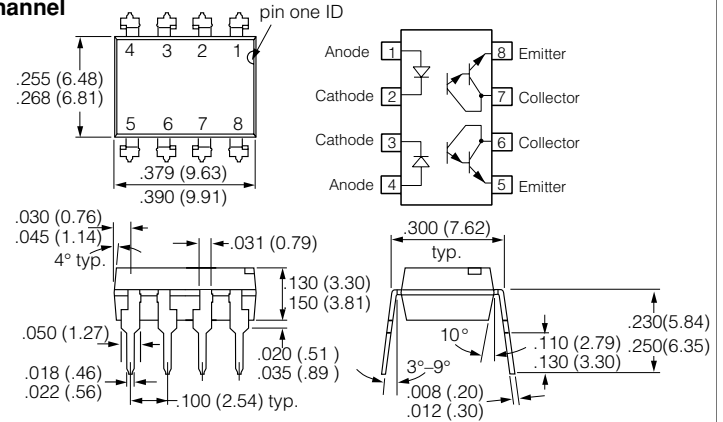 hannel
pin one ID
4 3 2 1
5 6 7 8
.255 (6.48)
.268 (6.81)
.379 (9.63)
.390 (9.91)
Anode 1
Cathode 2
Cathode 3
Anode 4
8 Emitter
7 Collector
6 Collector
5 Emitter
.030 (0.76)
.045 (1.14)
4° typ.
.031 (0.79)
.130 (3.30)
.150 (3.81)
.050 (1.27)
.020 (.51 )
.035 (.89 )
.018 (.46)
.022 (.56)
.100 (2.54) typ.
.300 (7.62)
typ.
10°
3°–9°
.008 (.20)
.012 (.30)
.110 (2.79)
.130 (3.30)
.230(5.84)
.250(6.35)